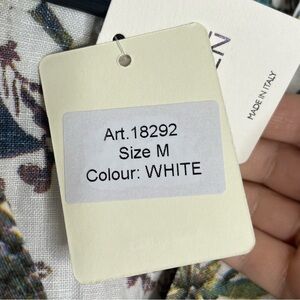 Art.18292
Size M
Colour: WHITE
MADE IN ITALY